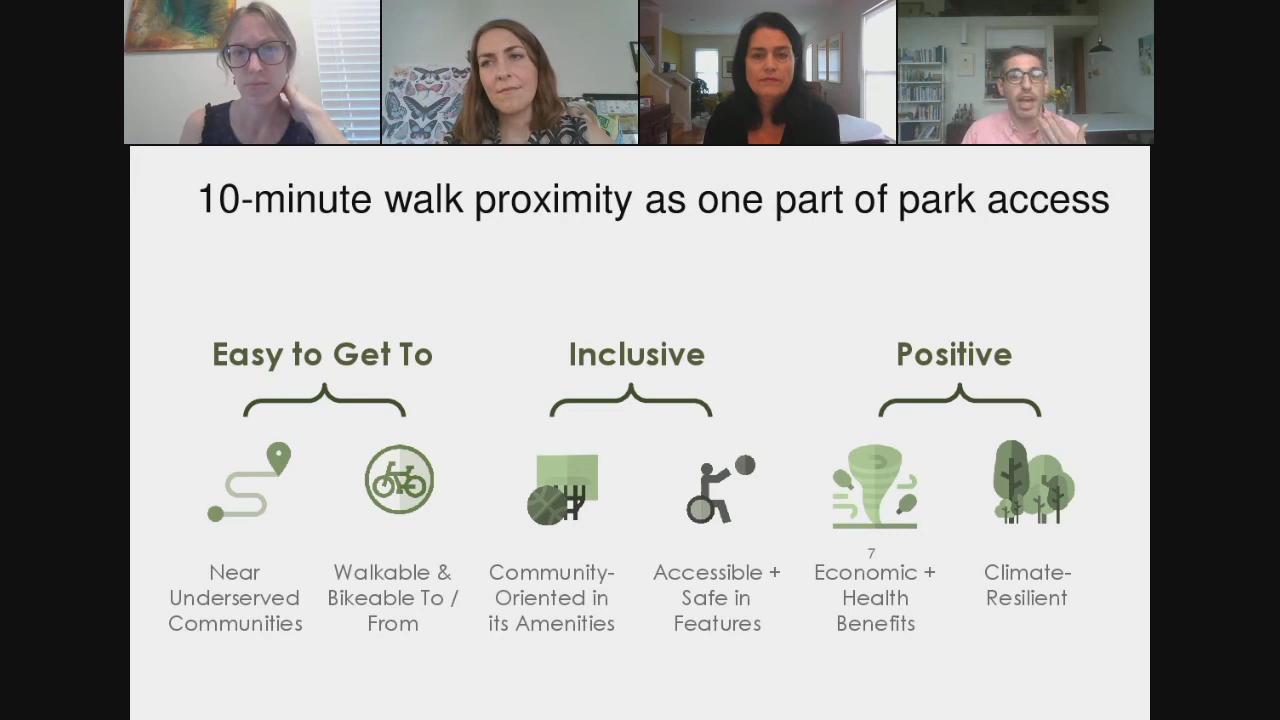 10-minute walk proximity as one part of park access
Easy to Get To
Inclusive
Positive
Near
Underserved
Communities
Walkable &
Bikeable To /
From
Community-
Oriented in
its Amenities
Accessible +
Safe in
Features
7
Economic +
Health
Benefits
Climate-
Resilient